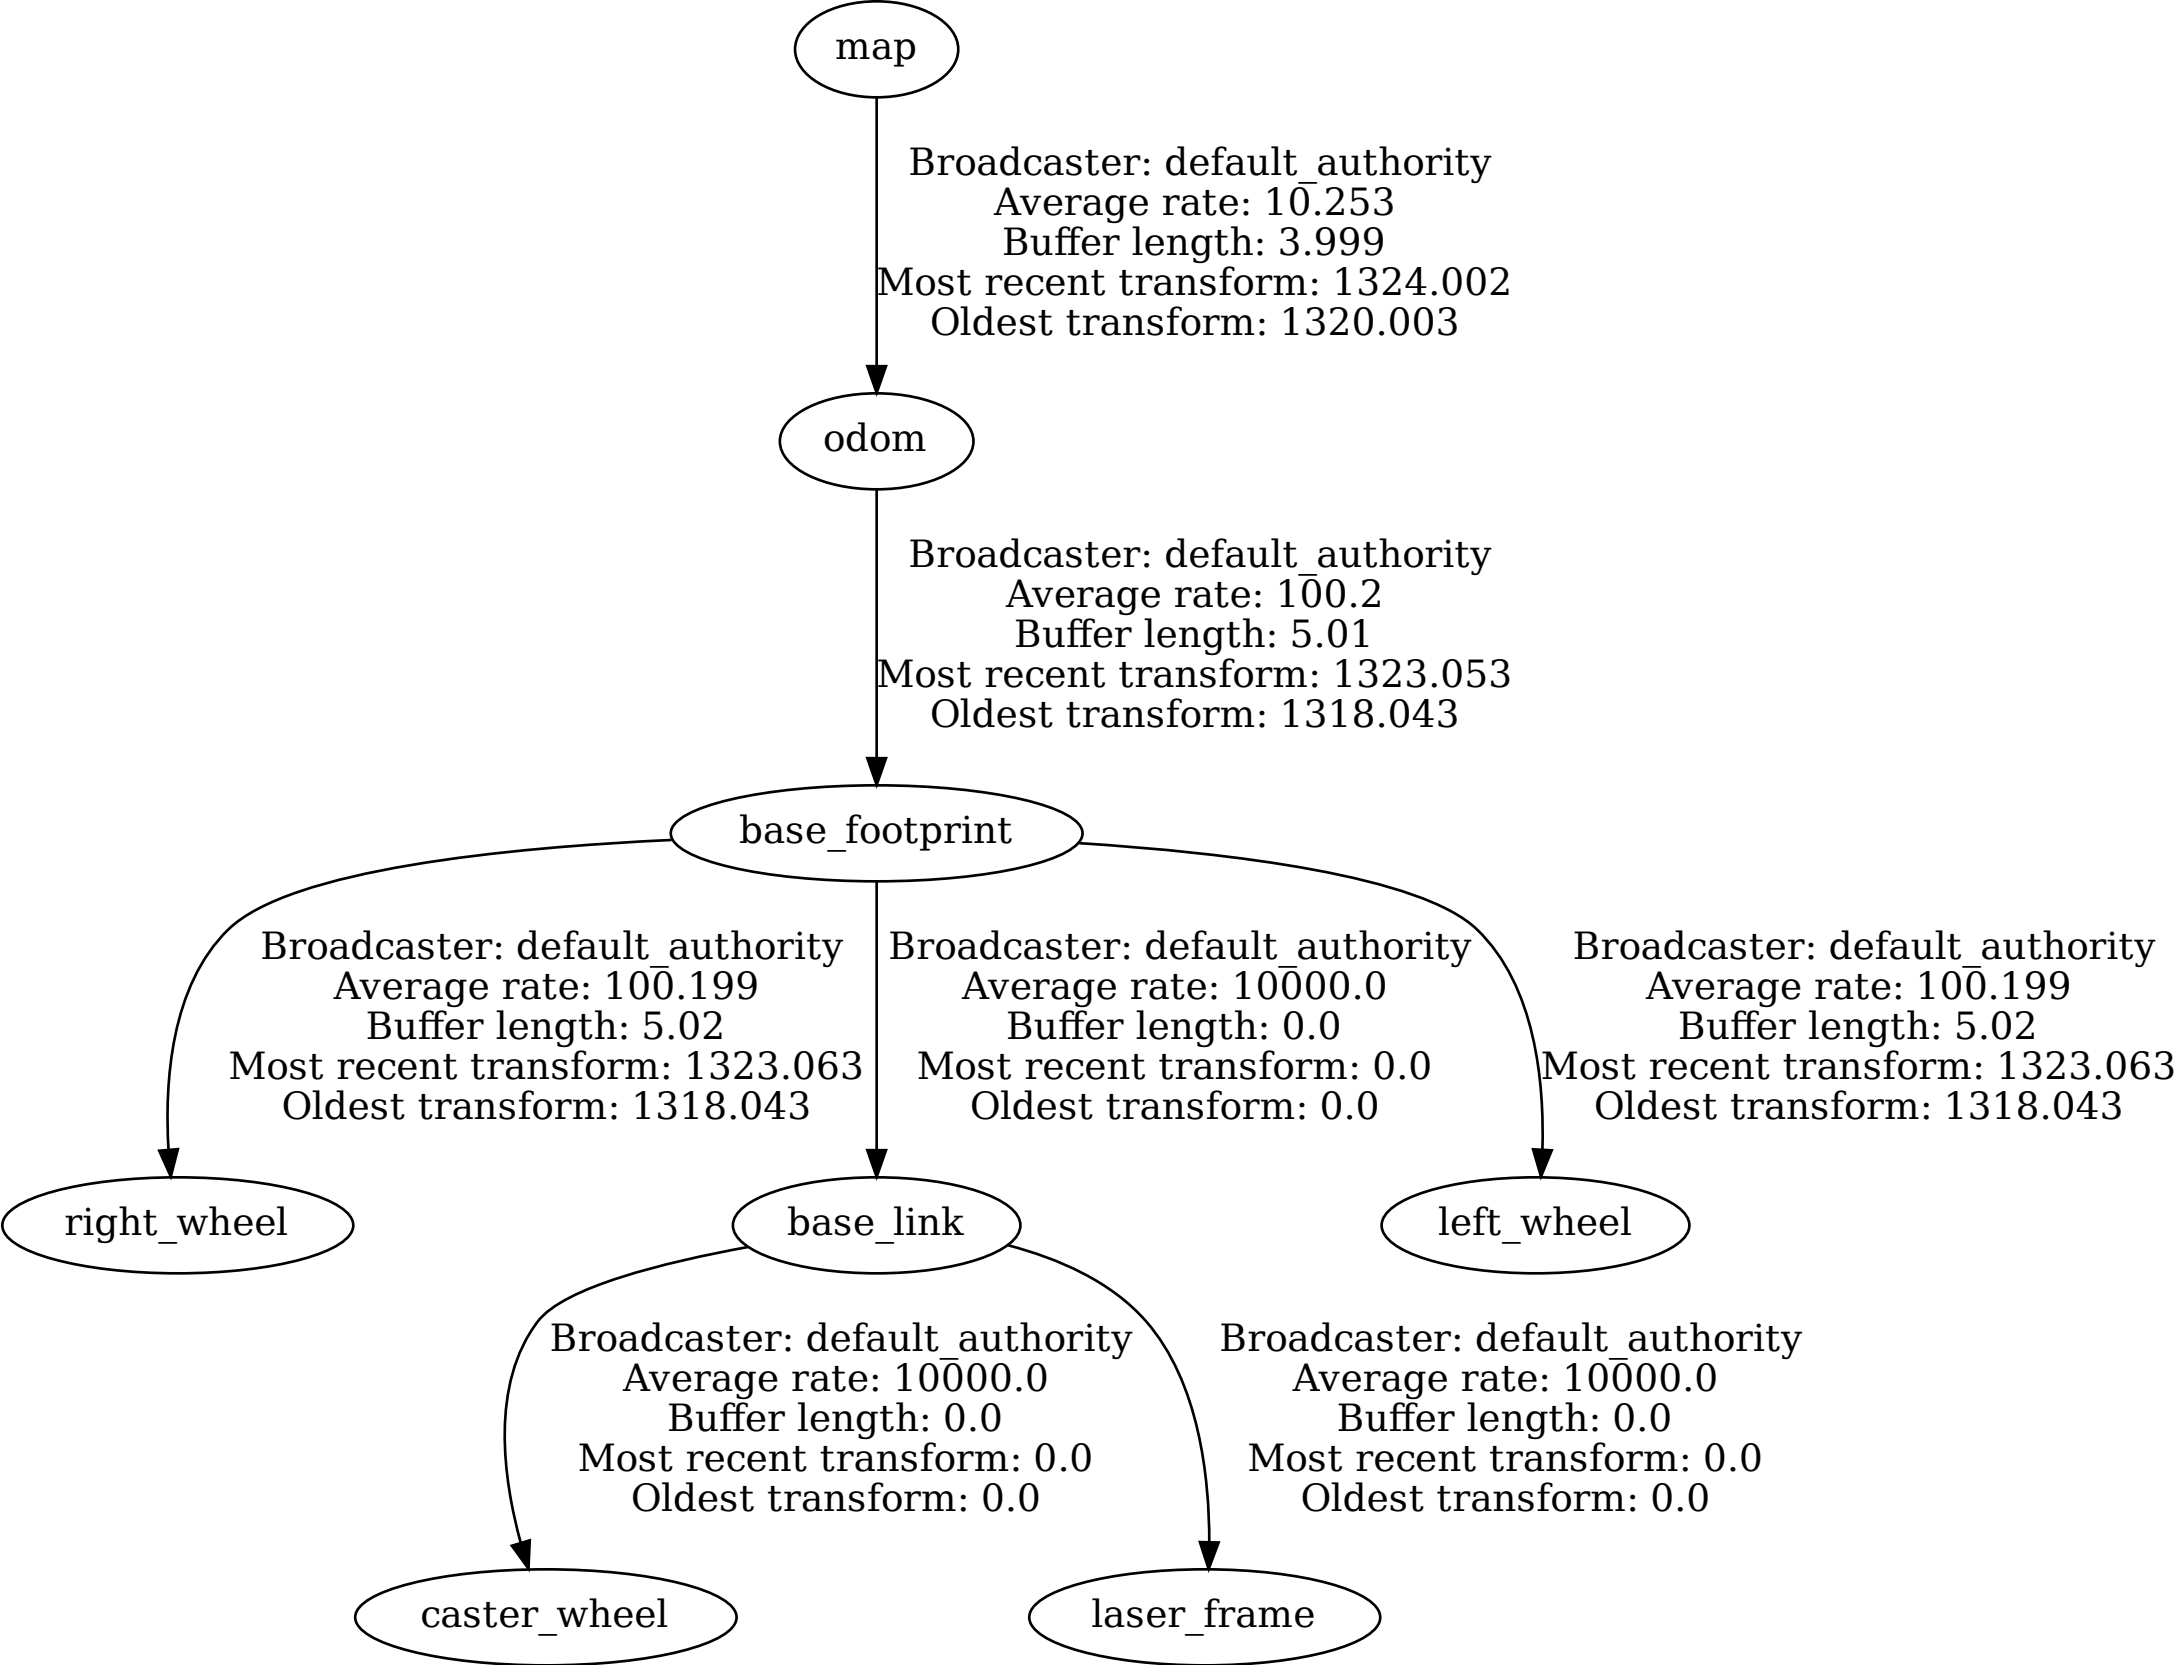 map
Broadcaster: default_authority
Average rate: 10.253
Buffer length: 3.999
Most recent transform: 1324.002
Oldest transform: 1320.003
odom
Broadcaster: default_authority
Average rate: 100.2
Buffer length: 5.01
Most recent transform: 1323.053
Oldest transform: 1318.043
base_footprint
Broadcaster: default_authority
Average rate: 100.199
Buffer length: 5.02
Most recent transform: 1323.063
Oldest transform: 1318.043
Broadcaster: default_authority
Average rate: 10000.0
Buffer length: 0.0
Most recent transform: 0.0
Oldest transform: 0.0
Broadcaster: default_authority
Average rate: 100.199
Buffer length: 5.02
Most recent transform: 1323.063
Oldest transform: 1318.043
right_wheel
base_link
left_wheel
Broadcaster: default_authority
Average rate: 10000.0
Buffer length: 0.0
Most recent transform: 0.0
Oldest transform: 0.0
Broadcaster: default_authority
Average rate: 10000.0
Buffer length: 0.0
Most recent transform: 0.0
Oldest transform: 0.0
caster_wheel
laser_frame